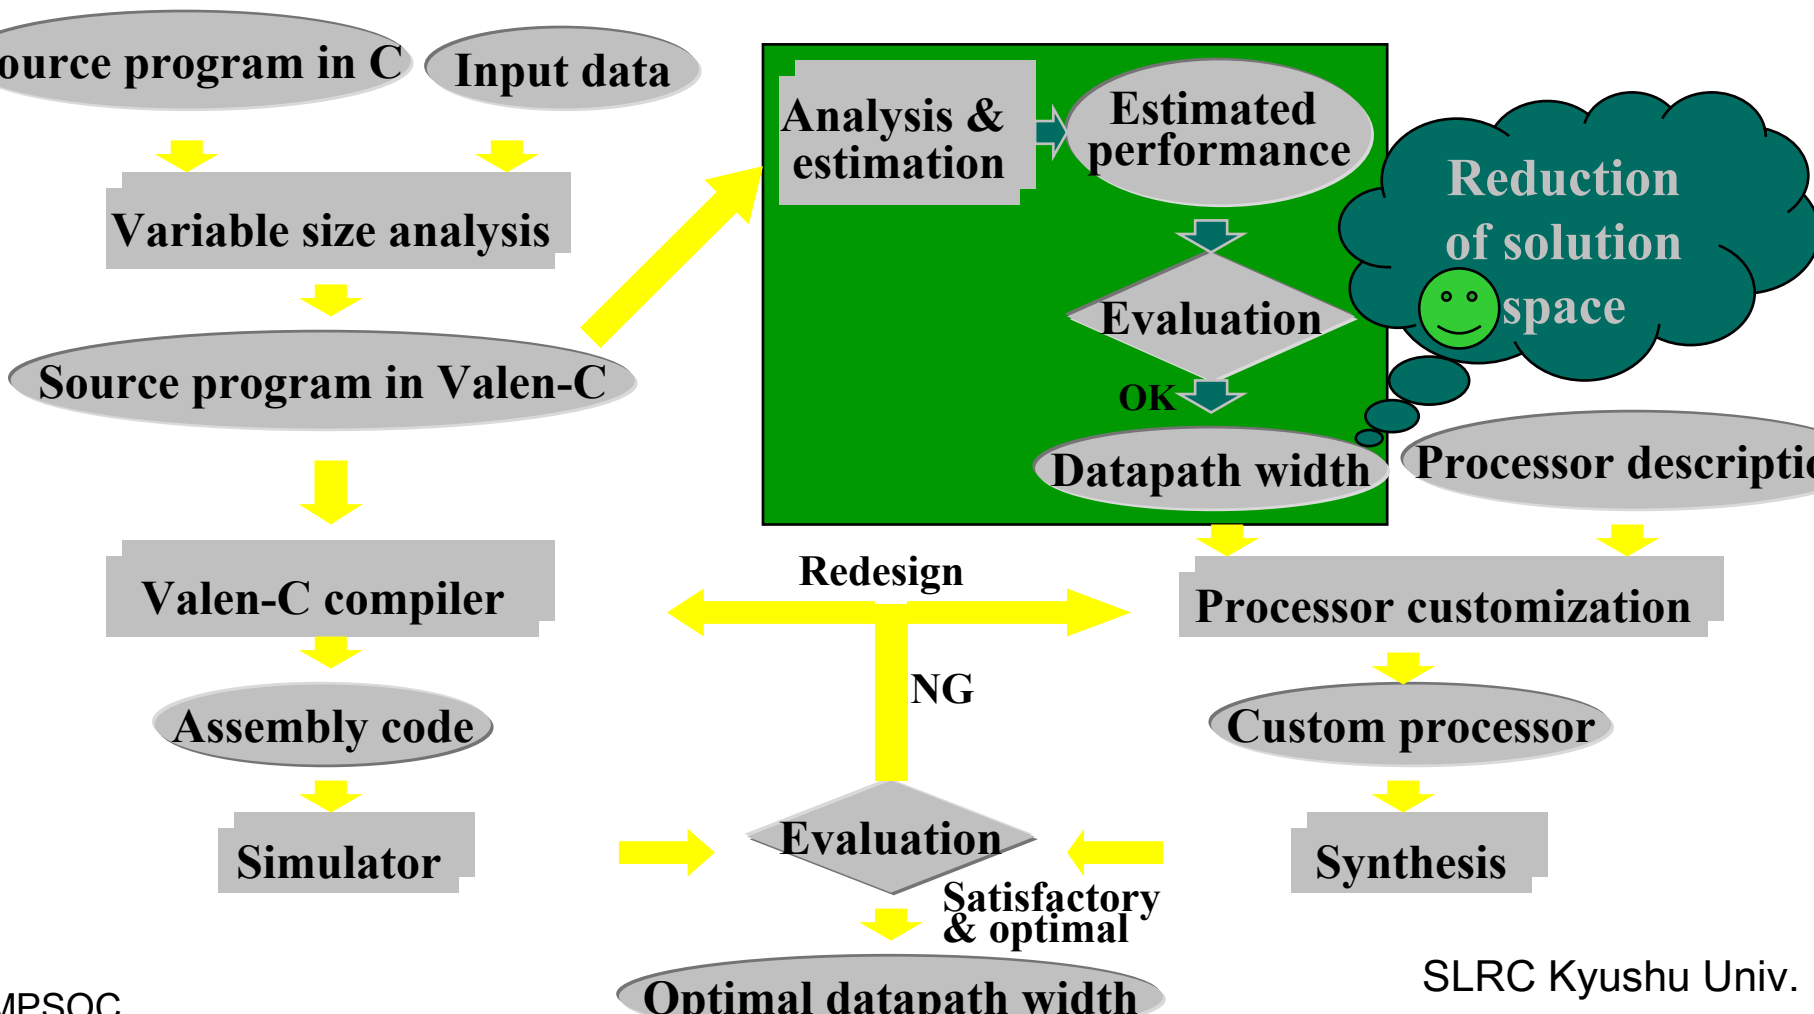 ource program in C
Input data
Variable size analysis
Source program in Valen-C
Valen-C compiler
Assembly code
Simulator
Analysis &
estimation
Estimated
performance
Evaluation
OK
Datapath width
Reduction
of solution
space
Processor descriptio
Processor customization
Custom processor
Synthesis
Redesign
NG
Evaluation
Satisfactory
& optimal
Optimal datapath width
SLRC Kyushu Univ.
MPSOC